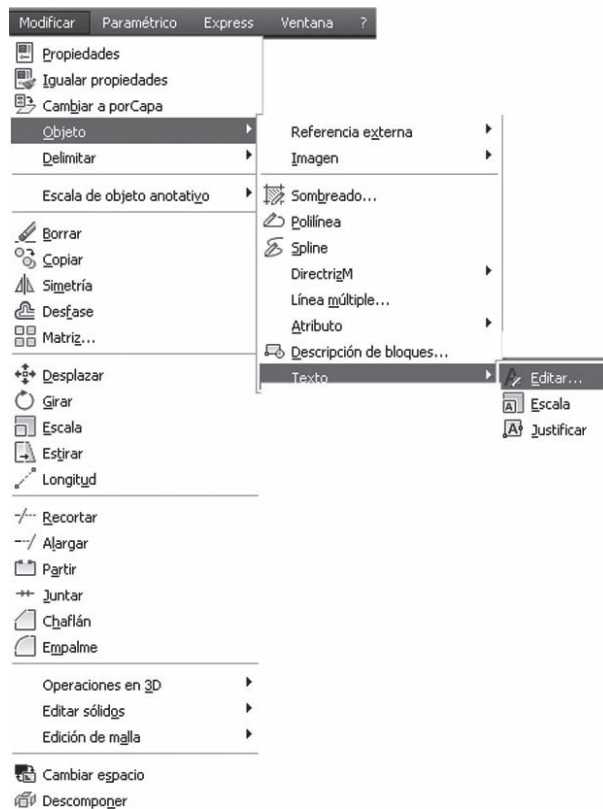 Modificar Paramétrico Express Ventana ?
Propiedades
Igualar propiedades
Cambiar a porCapa
Objeto
Delimitar
Escala de objeto anotativo
Borrar
Copiar
Simetría
Desfase
Matriz...
Desplazar
Girar
Escala
Estirar
Longitud
Recortar
Alargar
Partir
Juntar
Chaflán
Empalme
Operaciones en 3D
Editar sólidos
Edición de malla
Cambiar espacio
Descomponer
Referencia externa
Imagen
Sombreado...
Polilínea
Spline
DirectrizM
Línea múltiple...
Atributo
Descripción de bloques...
Texto
Editar...
Escala
Justificar